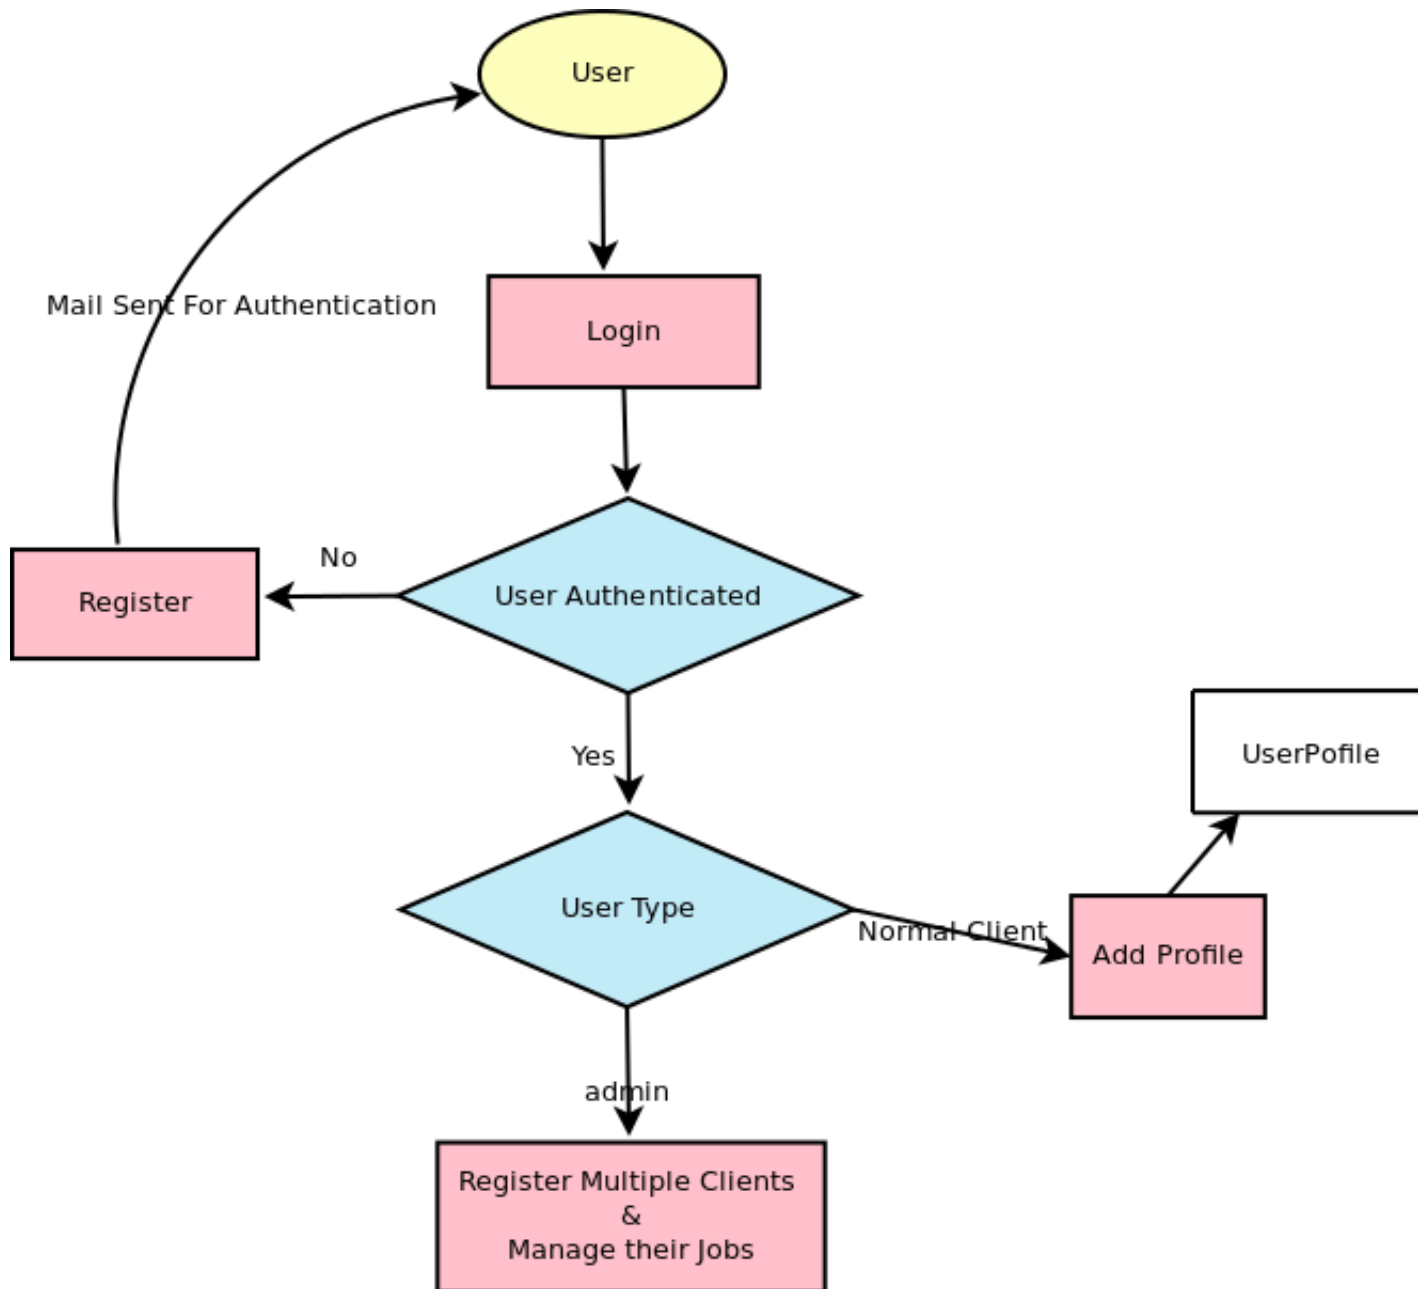 User
Mail Sent For Authentication
Login
No
User Authenticated
Register
Yes
UserPofile
User Type
Normal Client
Add Profile
admin
Register Multiple Clients
&
Manage their Jobs